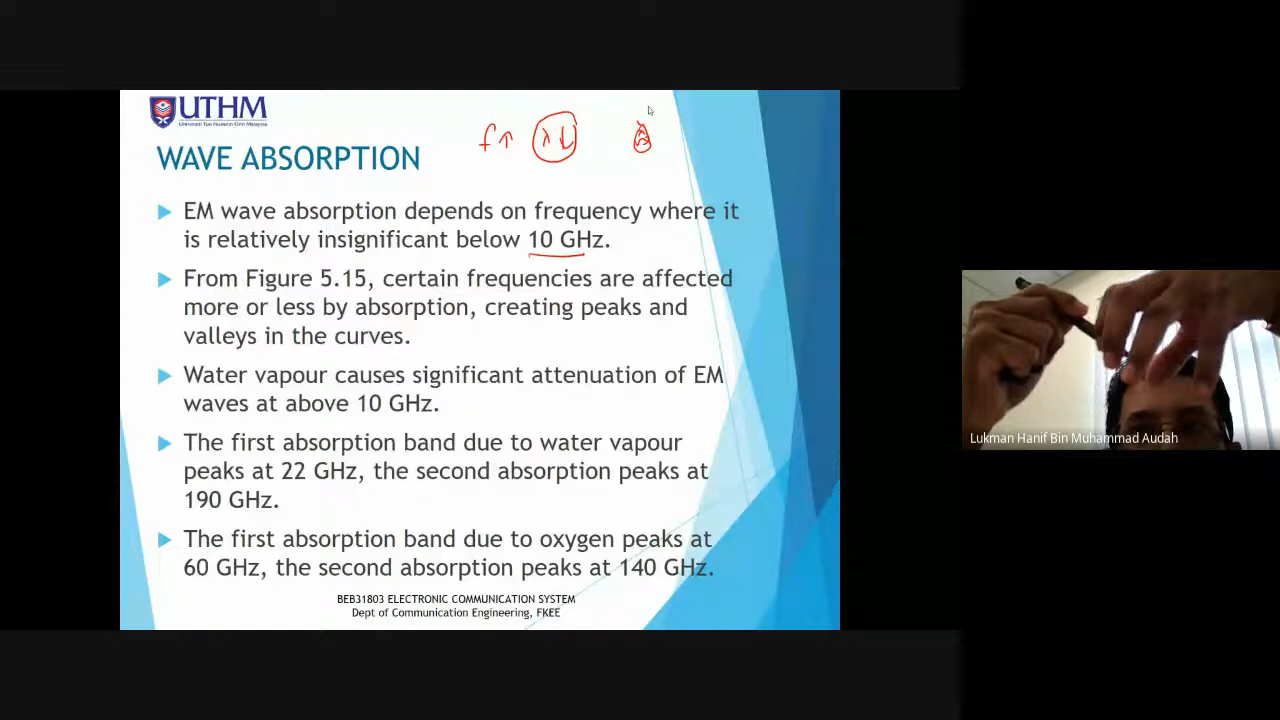 UTHM
Universiti Tun Hussein Onn Malaysia
f↑ λ↓
WAVE ABSORPTION
EM wave absorption depends on frequency where it
is relatively insignificant below 10 GHz.
From Figure 5.15, certain frequencies are affected
more or less by absorption, creating peaks and
valleys in the curves.
Water vapour causes significant attenuation of EM
waves at above 10 GHz.
The first absorption band due to water vapour
peaks at 22 GHz, the second absorption peaks at
190 GHz.
The first absorption band due to oxygen peaks at
60 GHz, the second absorption peaks at 140 GHz.
BEB31803 ELECTRONIC COMMUNICATION SYSTEM
Dept of Communication Engineering, FKEE
Lukman Hanif Bin Muhammad Audah